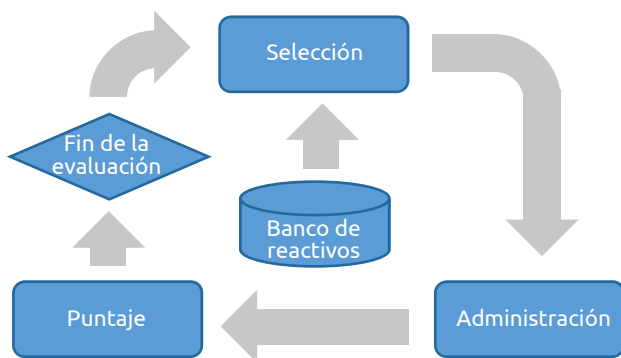 Selección
Fin de la
evaluación
Banco de
reactivos
Puntaje
Administración